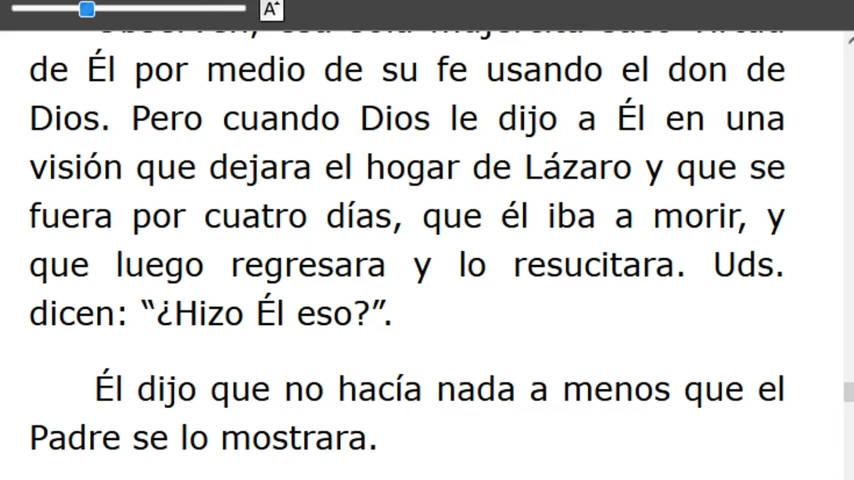 A
de Él por medio de su fe usando el don de
Dios. Pero cuando Dios le dijo a Él en una
visión que dejara el hogar de Lázaro y que se
fuera por cuatro días, que él iba a morir, y
que luego regresara y lo resucitara. Uds.
dicen: “¿Hizo Él eso?”.
Él dijo que no hacía nada a menos que el
Padre se lo mostrara.